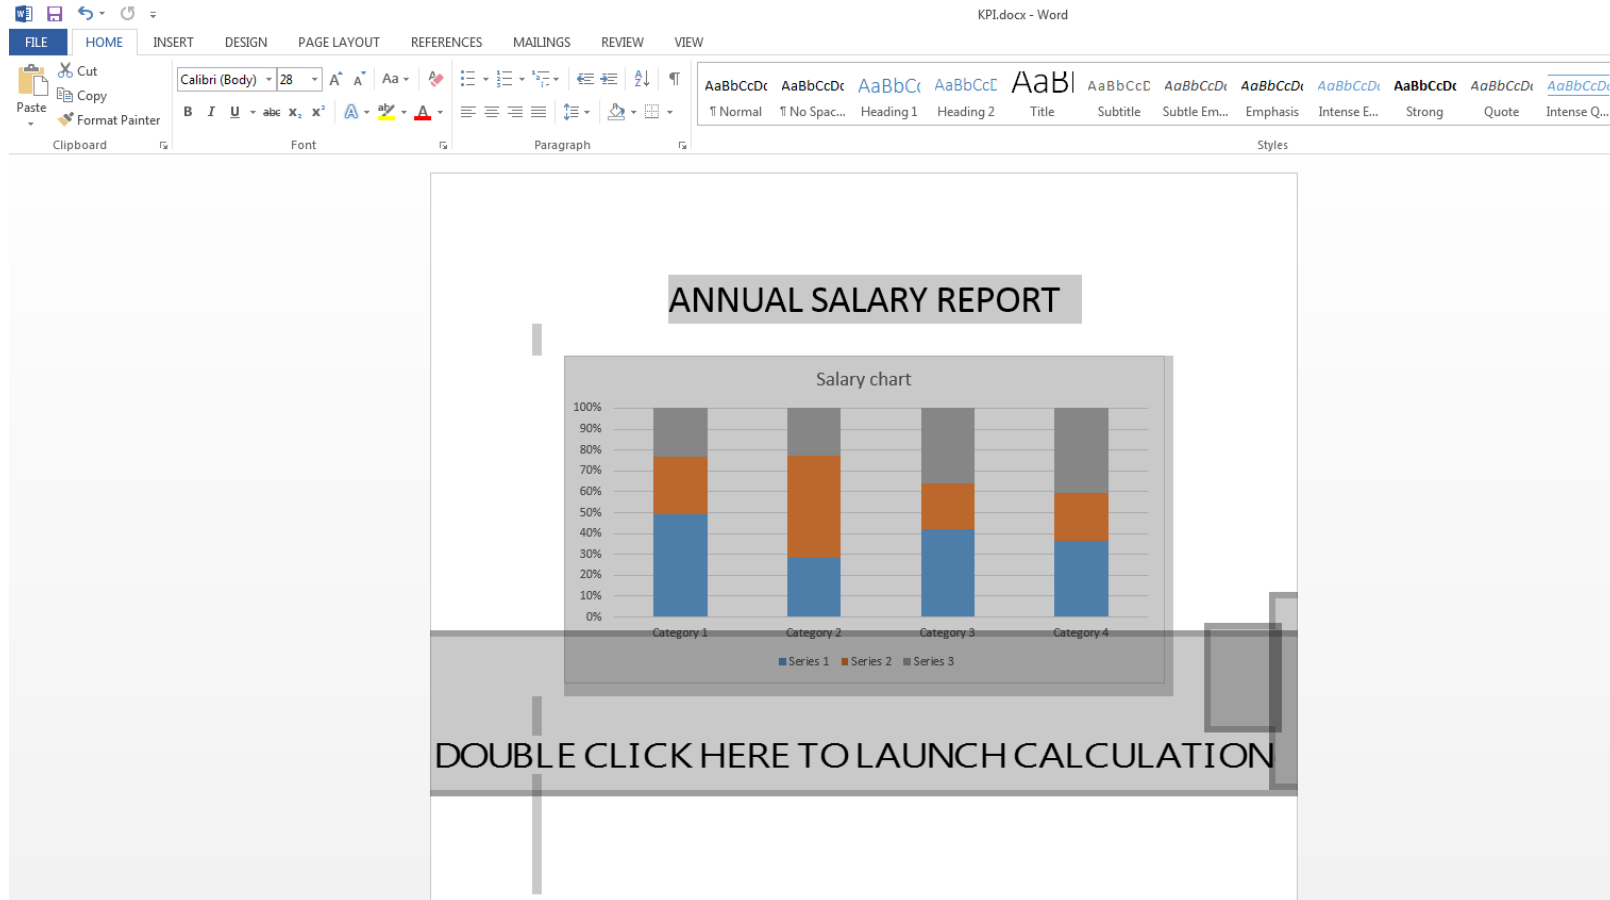 KPI.docx - Word
FILE HOME INSERT DESIGN PAGE LAYOUT REFERENCES MAILINGS REVIEW VIEW
Paste
Cut
Copy
Format Painter
Clipboard
Calibri (Body) 28
Font
Paragraph
AaBbCcDc AaBbCcDc AaBbCc AaBbCcE AaBl AaBbCcD AaBbCcDc AaBbCcDc AaBbCcDc AaBbCcDc AaBbCcDc AaBbCcDc
¶ Normal ¶ No Spac... Heading 1 Heading 2 Title Subtitle Subtle Em... Emphasis Intense E... Strong Quote Intense Q...
Styles
ANNUAL SALARY REPORT
Salary chart
100%
90%
80%
70%
60%
50%
40%
30%
20%
10%
0%
Category 1 Category 2 Category 3 Category 4
Series 1 Series 2 Series 3
DOUBLE CLICK HERE TO LAUNCH CALCULATION